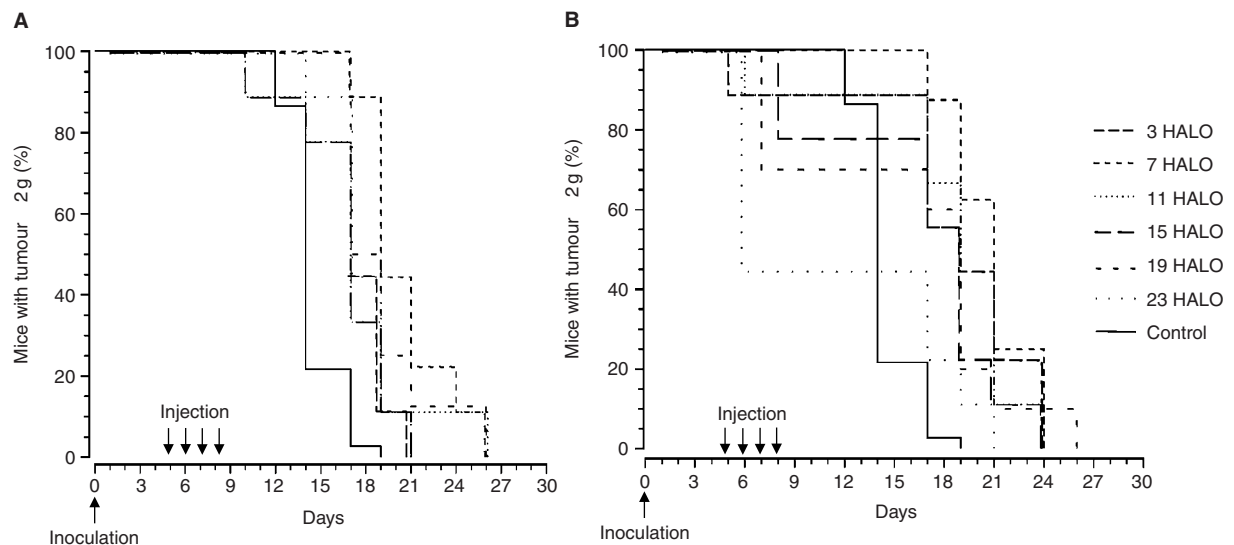 A
Mice with tumour 2 g (%)
100
80
60
40
20
0
Injection
0 3 6 9 12 15 18 21 24 27 30
Days
Inoculation
B
Mice with tumour 2 g (%)
100
80
60
40
20
0
Injection
0 3 6 9 12 15 18 21 24 27 30
Days
Inoculation
3 HALO
7 HALO
11 HALO
15 HALO
19 HALO
23 HALO
Control